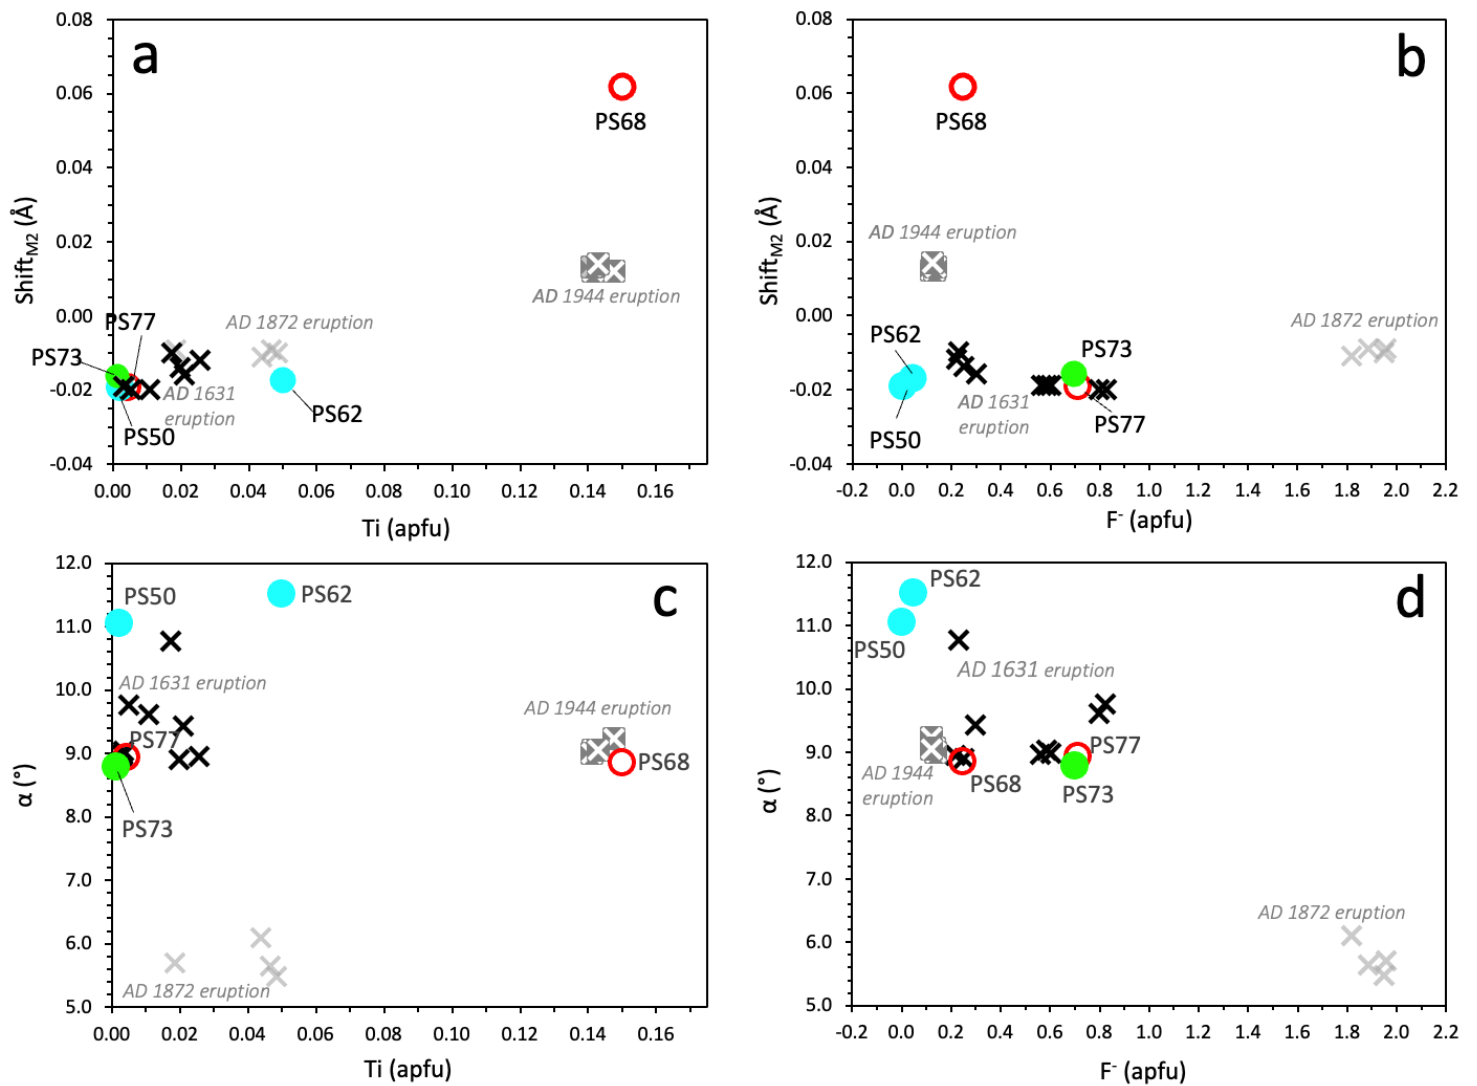 a
0.08
0.06
0.04
0.02
0.00
-0.02
-0.04
ShiftM2 (Å)
PS68
AD 1944 eruption
AD 1872 eruption
PS77
PS73
AD 1631
eruption
PS62
PS50
0.00 0.02 0.04 0.06 0.08 0.10 0.12 0.14 0.16
Ti (apfu)
b
0.08
0.06
0.04
0.02
0.00
-0.02
-0.04
ShiftM2 (Å)
PS68
AD 1944 eruption
AD 1872 eruption
PS62
PS73
AD 1631
eruption
PS77
PS50
-0.2 0.0 0.2 0.4 0.6 0.8 1.0 1.2 1.4 1.6 1.8 2.0 2.2
F- (apfu)
c
12.0
11.0
10.0
9.0
8.0
7.0
6.0
5.0
α (°)
PS50
PS62
AD 1631 eruption
AD 1944 eruption
PS77
PS68
PS73
AD 1872 eruption
0.00 0.02 0.04 0.06 0.08 0.10 0.12 0.14 0.16
Ti (apfu)
d
12.0
11.0
10.0
9.0
8.0
7.0
6.0
5.0
α (°)
PS62
PS50
AD 1631 eruption
PS77
AD 1944
eruption
PS68
PS73
AD 1872 eruption
-0.2 0.0 0.2 0.4 0.6 0.8 1.0 1.2 1.4 1.6 1.8 2.0 2.2
F- (apfu)